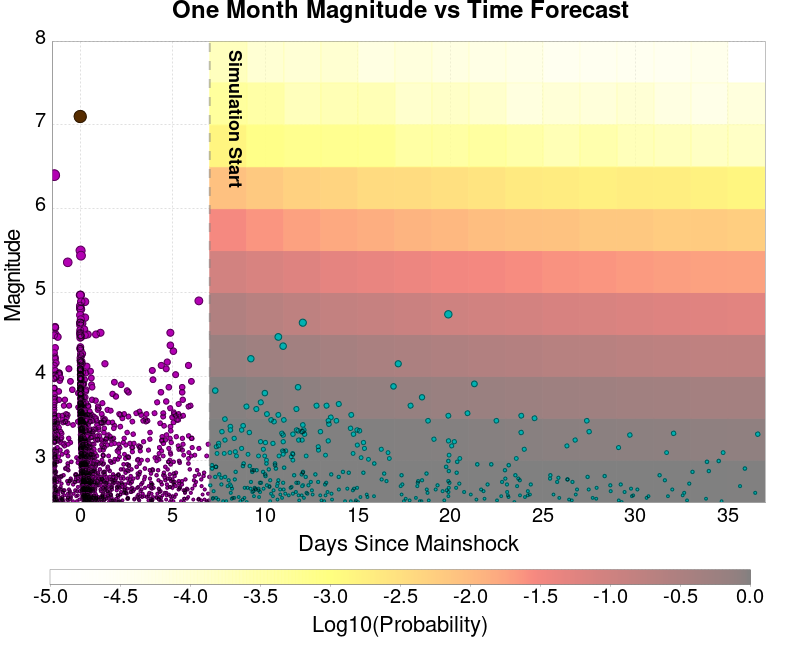 One Month Magnitude vs Time Forecast
8
7
6
5
4
3
Magnitude
Simulation Start
0 5 10 15 20 25 30 35
Days Since Mainshock
-5.0 -4.5 -4.0 -3.5 -3.0 -2.5 -2.0 -1.5 -1.0 -0.5 0.0
Log10(Probability)